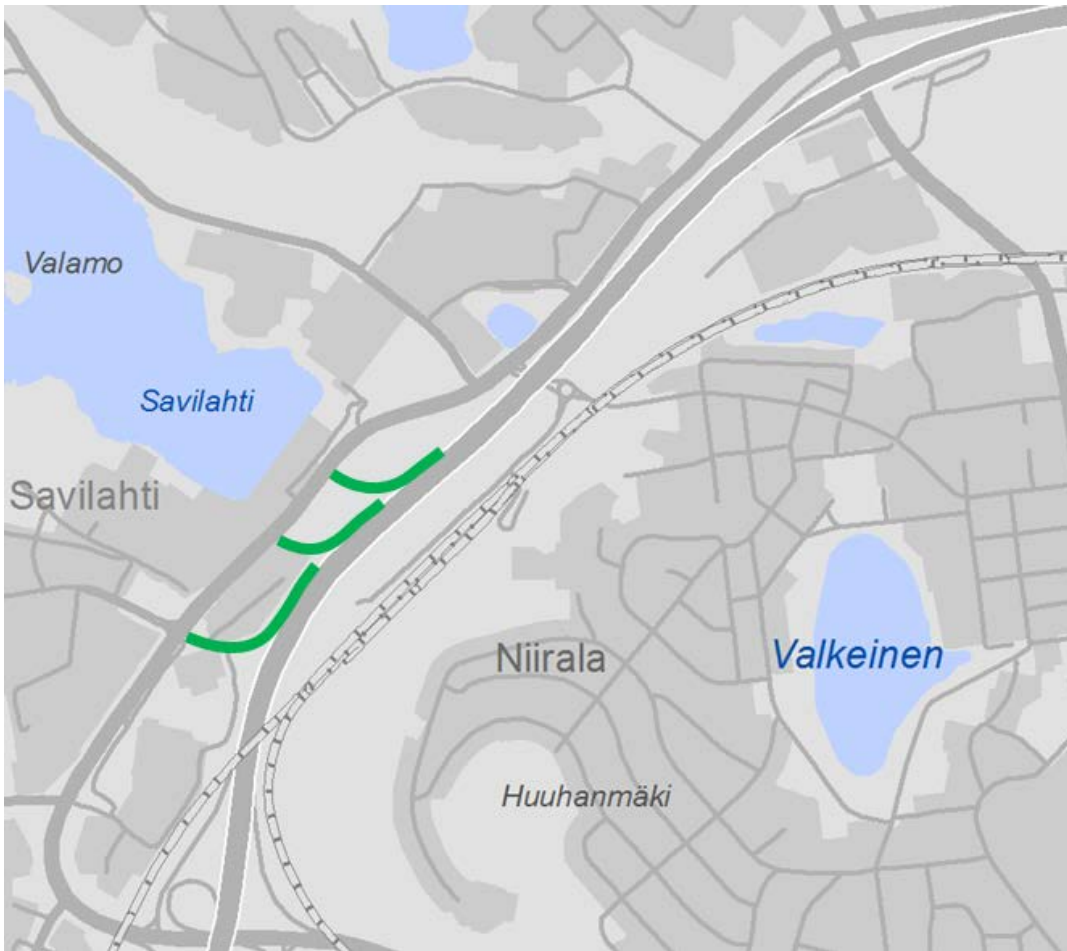 Valamo
Savilahti
Savilahti
Niirala
Valkeinen
Huuhanmäki